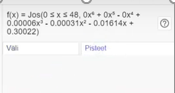 f(x) = Jos(0 ≤ x ≤ 48, 0x⁶ + 0x⁵ - 0x⁴ +
0.00006x³ - 0.00031x² - 0.01614x +
0.30022)
Väli Pisteet